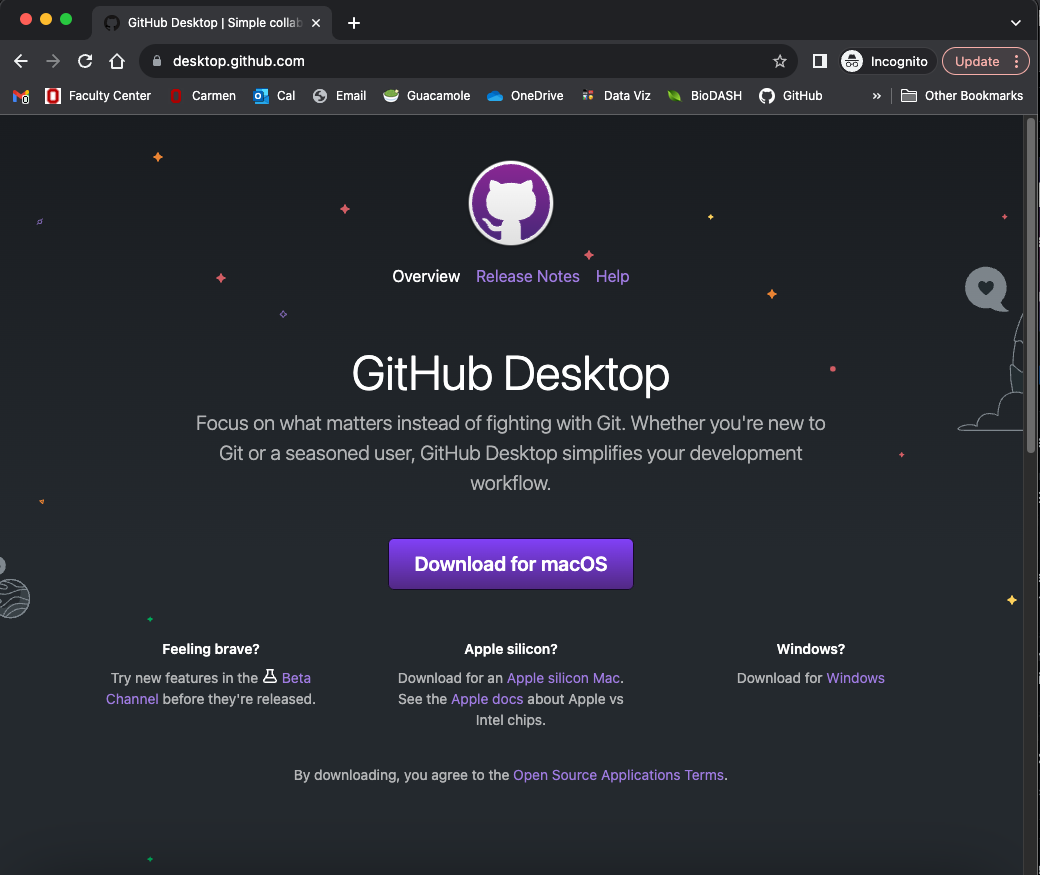 GitHub Desktop | Simple collab
desktop.github.com
Incognito
Update
0
Faculty Center
Carmen
Cal
Email
Guacamole
OneDrive
Data Viz
BioDASH
GitHub
»
Other Bookmarks
Overview Release Notes Help
GitHub Desktop
Focus on what matters instead of fighting with Git. Whether you're new to
Git or a seasoned user, GitHub Desktop simplifies your development
workflow.
Download for macOS
Feeling brave?
Try new features in the Beta
Channel before they're released.
Apple silicon?
Download for an Apple silicon Mac.
See the Apple docs about Apple vs
Intel chips.
Windows?
Download for Windows
By downloading, you agree to the Open Source Applications Terms.